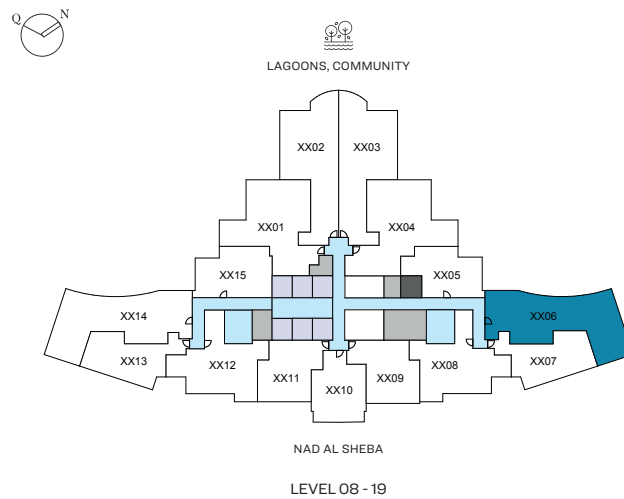 Q N
LAGOONS, COMMUNITY
XX02 XX03
XX01 XX04
XX15 XX05
XX14 XX06
XX13 XX12 XX11 XX10 XX09 XX08 XX07
NAD AL SHEBA
LEVEL 08 - 19